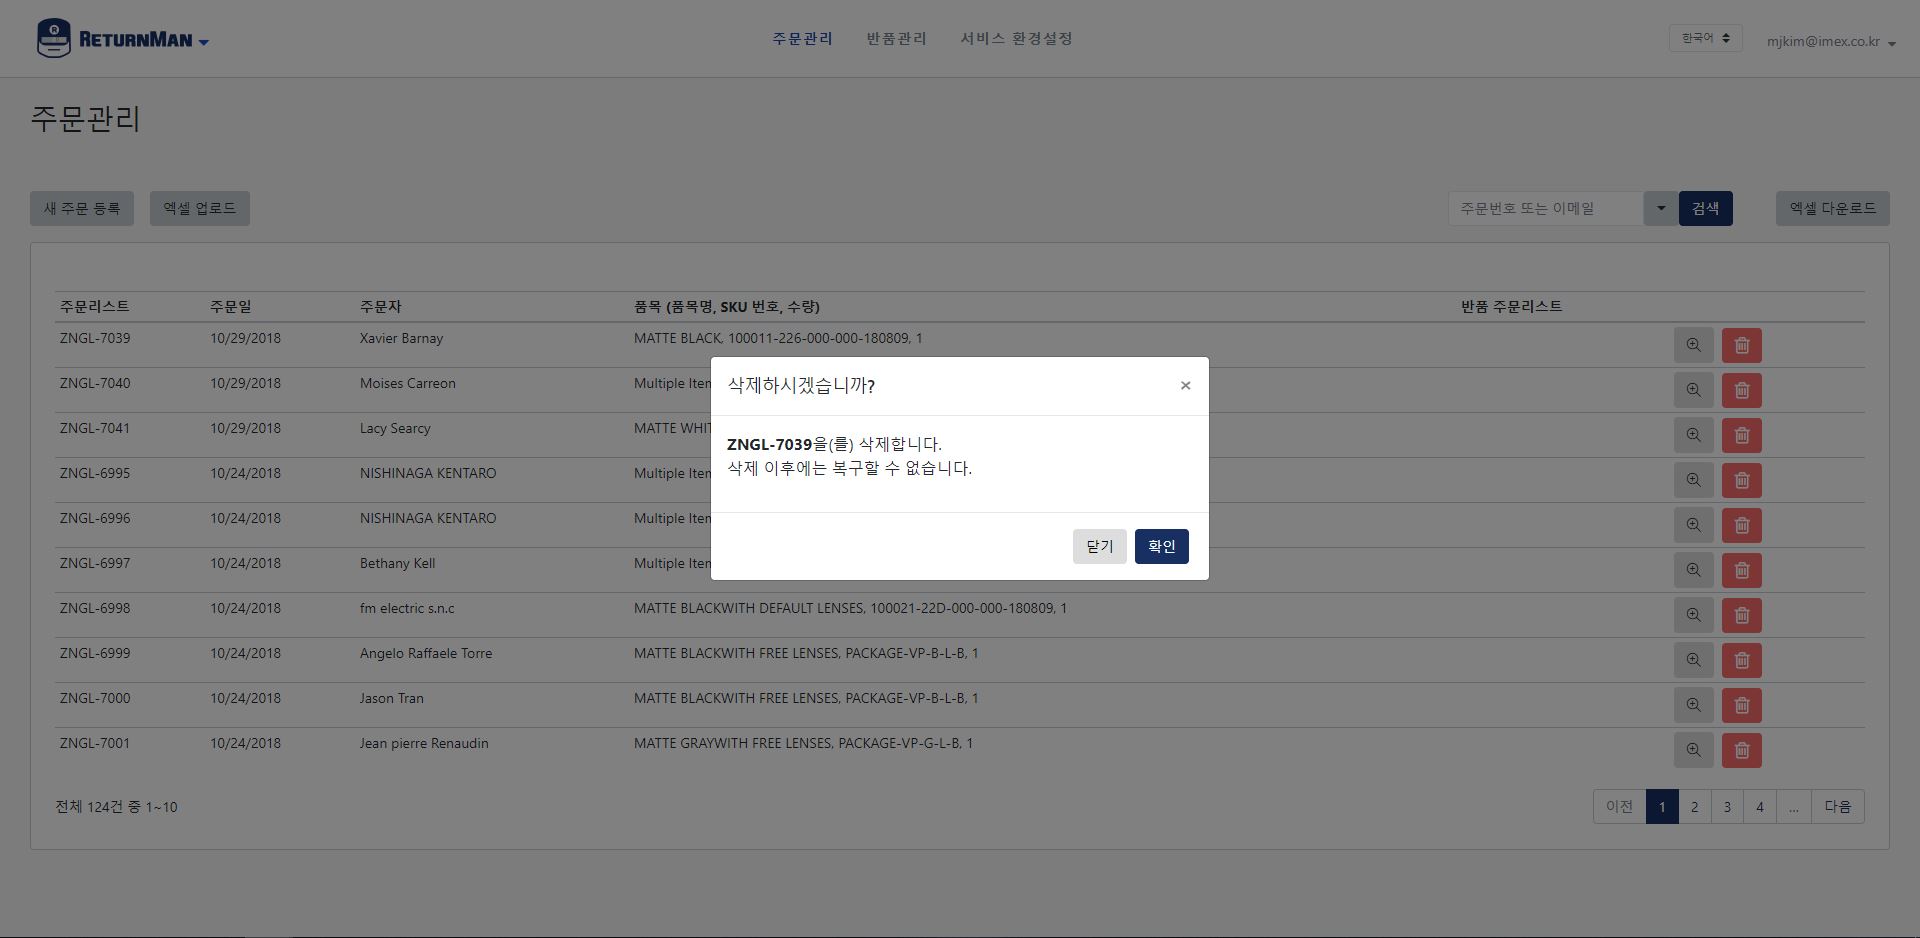 RETURNMAN
주문관리 반품관리 서비스 환경설정
한국어 mjkim@imex.co.kr
주문관리
새 주문 등록 엑셀 업로드 주문번호 또는 이메일 검색 엑셀 다운로드
주문리스트 주문일 주문자 품목 (품목명, SKU 번호, 수량) 반품 주문리스트
ZNGL-7039 10/29/2018 Xavier Barnay MATTE BLACK, 100011-226-000-000-180809, 1
ZNGL-7040 10/29/2018 Moises Carreon Multiple Iten
ZNGL-7041 10/29/2018 Lacy Searcy MATTE WHIT
ZNGL-6995 10/24/2018 NISHINAGA KENTARO Multiple Iten
ZNGL-6996 10/24/2018 NISHINAGA KENTARO Multiple Iten
ZNGL-6997 10/24/2018 Bethany Kell Multiple Iten
ZNGL-6998 10/24/2018 fm electric s.n.c MATTE BLACKWITH DEFAULT LENSES, 100021-22D-000-000-180809, 1
ZNGL-6999 10/24/2018 Angelo Raffaele Torre MATTE BLACKWITH FREE LENSES, PACKAGE-VP-B-L-B, 1
ZNGL-7000 10/24/2018 Jason Tran MATTE BLACKWITH FREE LENSES, PACKAGE-VP-B-L-B, 1
ZNGL-7001 10/24/2018 Jean pierre Renaudin MATTE GRAYWITH FREE LENSES, PACKAGE-VP-G-L-B, 1
삭제하시겠습니까? ×
ZNGL-7039을(를) 삭제합니다.
삭제 이후에는 복구할 수 없습니다.
닫기 확인
전체 124건 중 1~10 이전 1 2 3 4 ... 다음